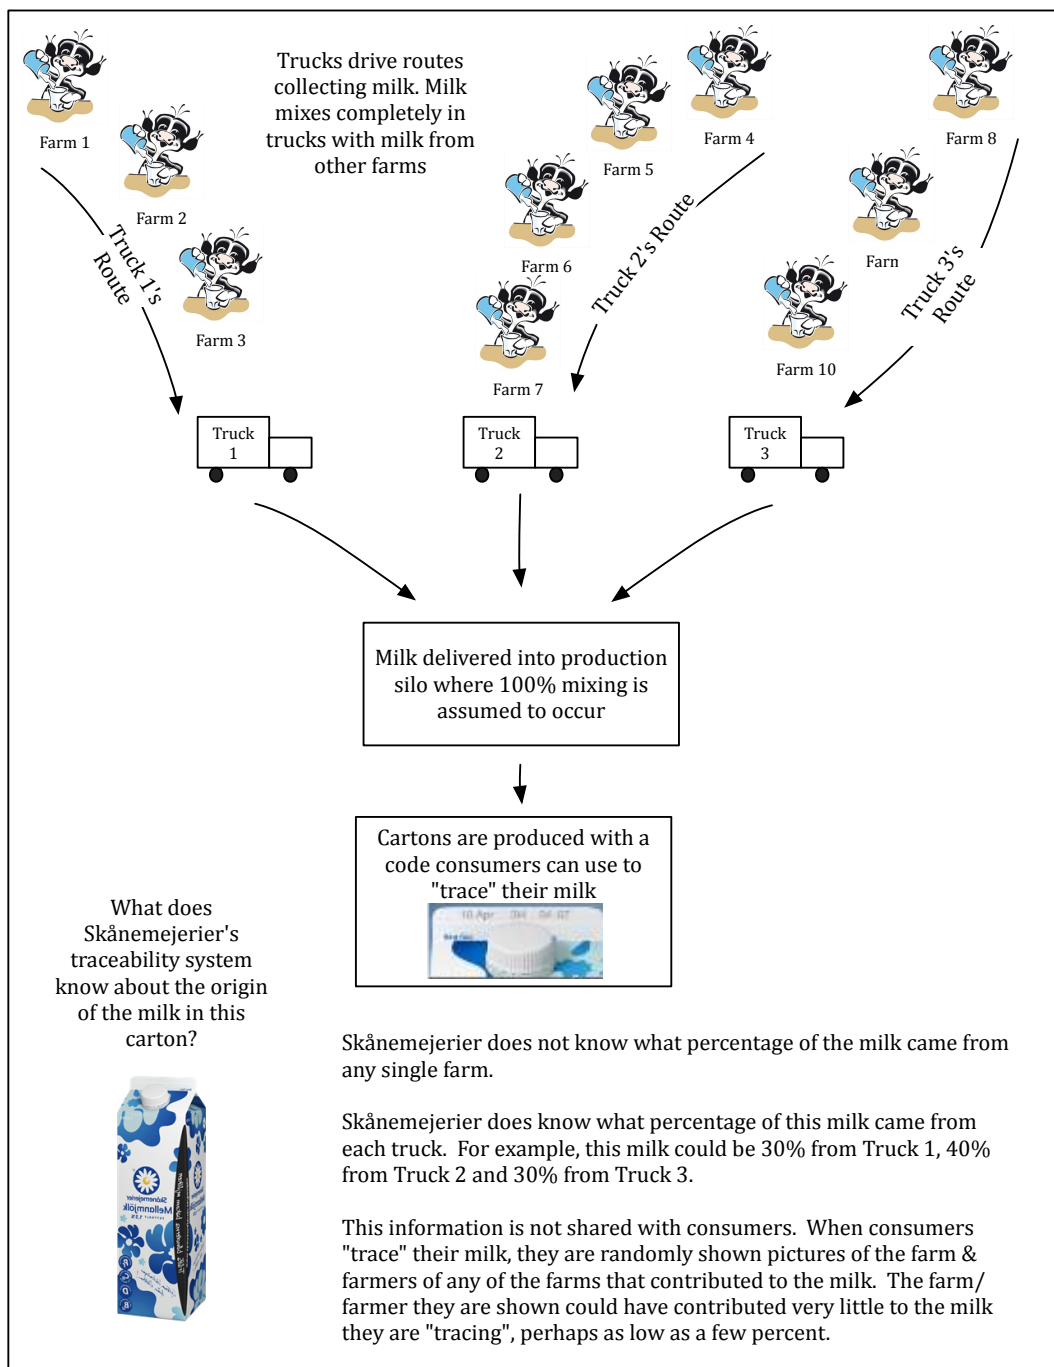 Trucks drive routes
collecting milk. Milk
mixes completely in
trucks with milk from
other farms
Farm 1
Farm 2
Farm 3
Truck 1's
Route
Farm 4
Farm 5
Farm 6
Farm 7
Truck 2's Route
Farm 8
Farn
Farm 10
Truck 3's
Route
Truck
1
Truck
2
Truck
3
Milk delivered into production
silo where 100% mixing is
assumed to occur
Cartons are produced with a
code consumers can use to
"trace" their milk
10 Apr
What does
Skånemejerier's
traceability system
know about the origin
of the milk in this
carton?
Skånemejerier
Mellanmjölk
Skånemejerier does not know what percentage of the milk came from
any single farm.
Skånemejerier does know what percentage of this milk came from
each truck.  For example, this milk could be 30% from Truck 1, 40%
from Truck 2 and 30% from Truck 3.
This information is not shared with consumers.  When consumers
"trace" their milk, they are randomly shown pictures of the farm &
farmers of any of the farms that contributed to the milk.  The farm/
farmer they are shown could have contributed very little to the milk
they are "tracing", perhaps as low as a few percent.